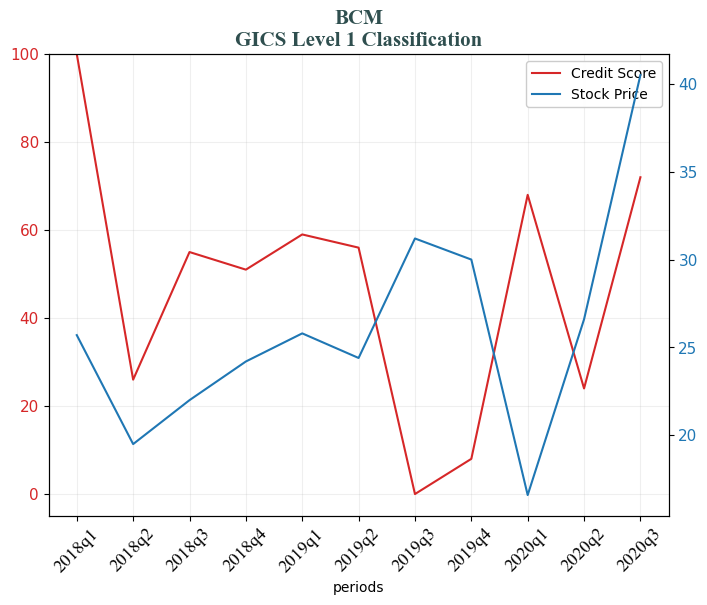 BCM
GICS Level 1 Classification
100
80
60
40
20
0
Credit Score
Stock Price
40
35
30
25
20
2018q1
2018q2
2018q3
2018q4
2019q1
2019q2
2019q3
2019q4
2020q1
2020q2
2020q3
periods